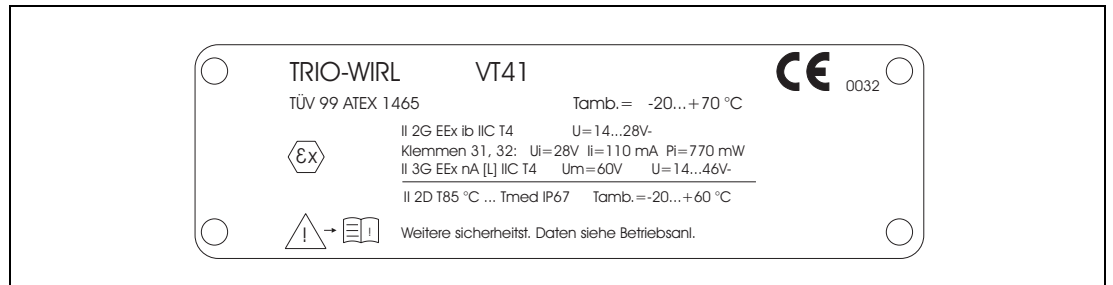 TRIO-WIRL VT41 CE 0032
TÜV 99 ATEX 1465 Tamb.= -20...+70 °C
II 2G EEx ib IIC T4 U=14...28V-
εx Klemmen 31, 32: Ui=28V Ii=110 mA Pi=770 mW
II 3G EEx nA [L] IIC T4 Um=60V U=14...46V-
II 2D T85 °C ... Tmed IP67 Tamb.=-20...+60 °C
! ! Weitere sicherheitst. Daten siehe Betriebsanl.